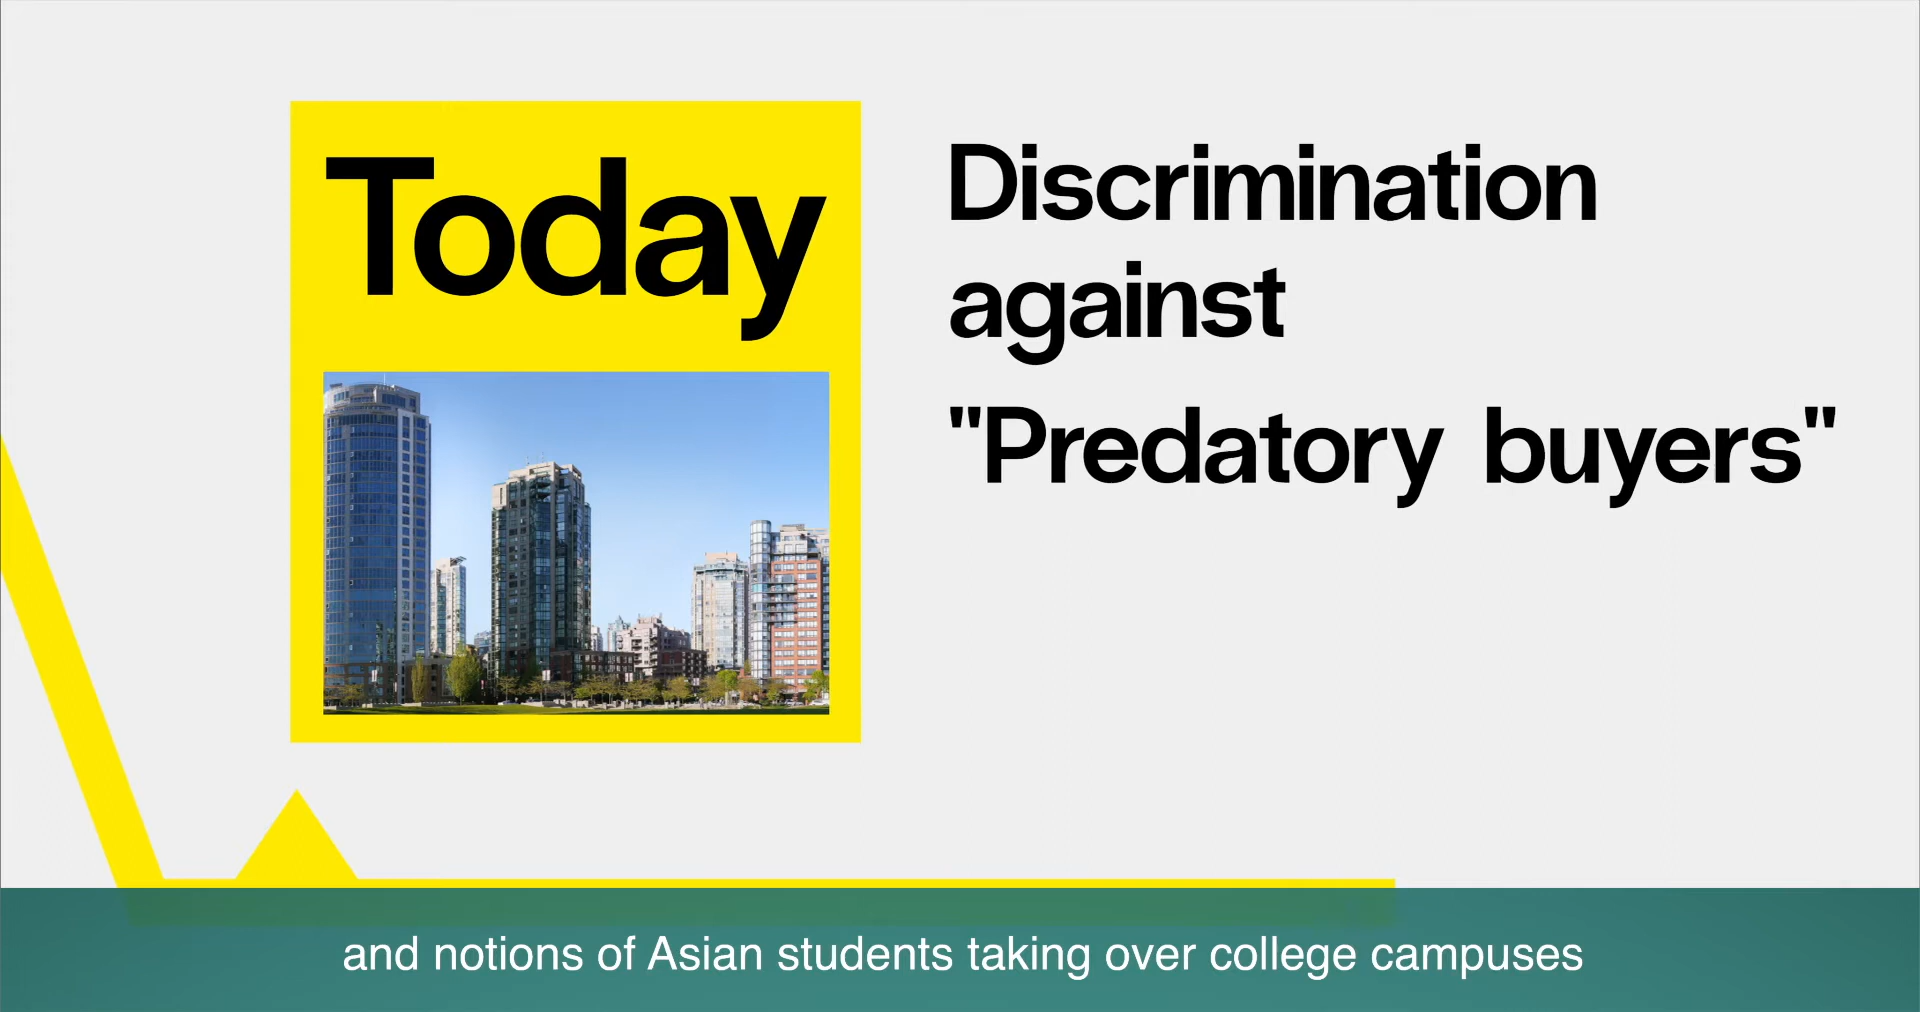 Today
Discrimination
against
"Predatory buyers"
and notions of Asian students taking over college campuses